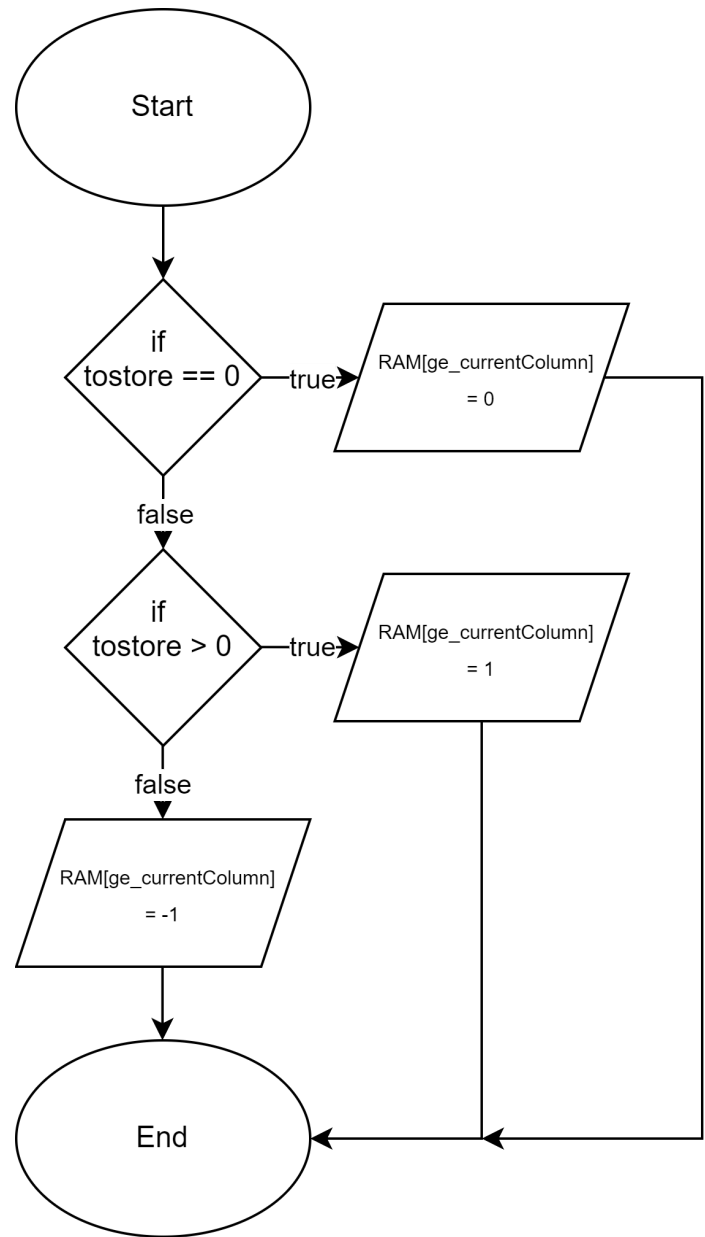 Start
if
tostore == 0
true
RAM[ge_currentColumn]
= 0
false
if
tostore > 0
true
RAM[ge_currentColumn]
= 1
false
RAM[ge_currentColumn]
= -1
End